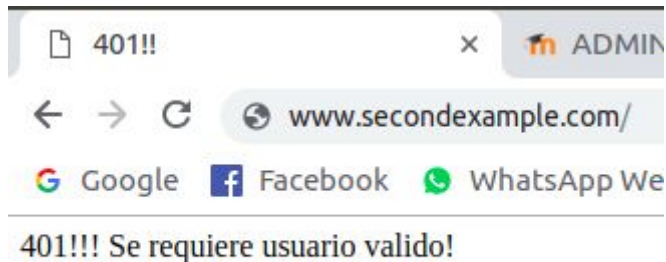 401!!
ADMIN
www.secondexample.com/
Google Facebook WhatsApp We
401!!! Se requiere usuario valido!